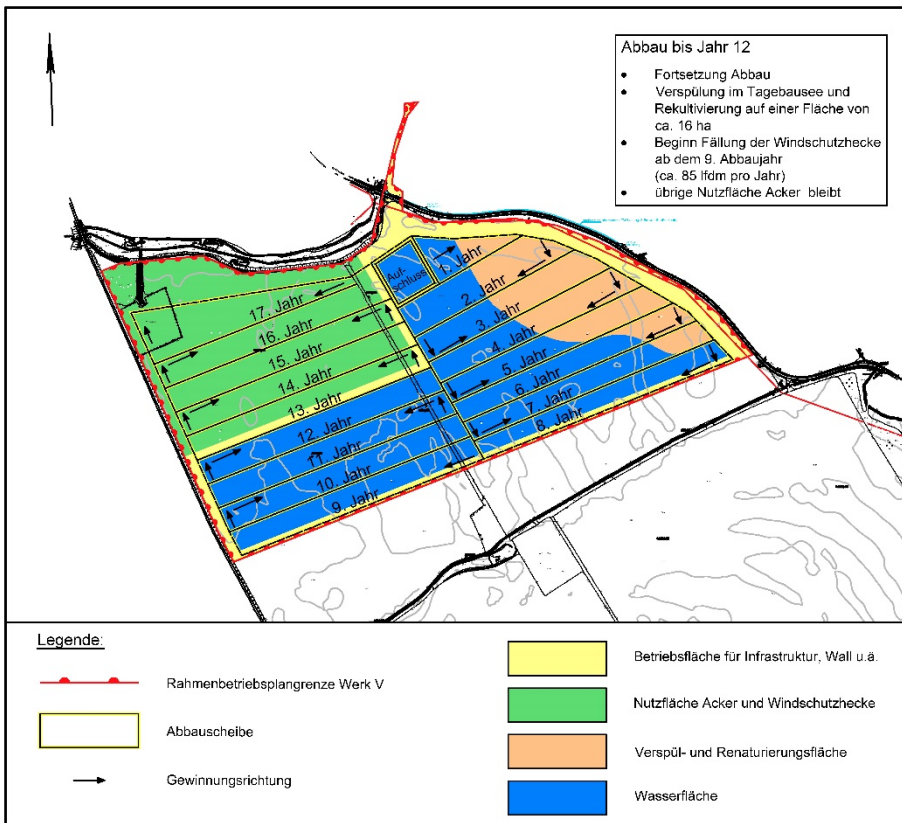 Abbau bis Jahr 12
• Fortsetzung Abbau
• Verspülung im Tagebausee und
Rekultivierung auf einer Fläche von
ca. 16 ha
• Beginn Fällung der Windschutzhecke
ab dem 9. Abbaujahr
(ca. 85 lfdm pro Jahr)
• übrige Nutzfläche Acker bleibt
Auf-
schluss
1. Jahr
2. Jahr
3. Jahr
4. Jahr
5. Jahr
6. Jahr
7. Jahr
8. Jahr
17. Jahr
16. Jahr
15. Jahr
14. Jahr
13. Jahr
12. Jahr
11. Jahr
10. Jahr
9. Jahr
Legende:
Rahmenbetriebsplangrenze Werk V
Abbauscheibe
Gewinnungsrichtung
Betriebsfläche für Infrastruktur, Wall u.ä.
Nutzfläche Acker und Windschutzhecke
Verspül- und Renaturierungsfläche
Wasserfläche